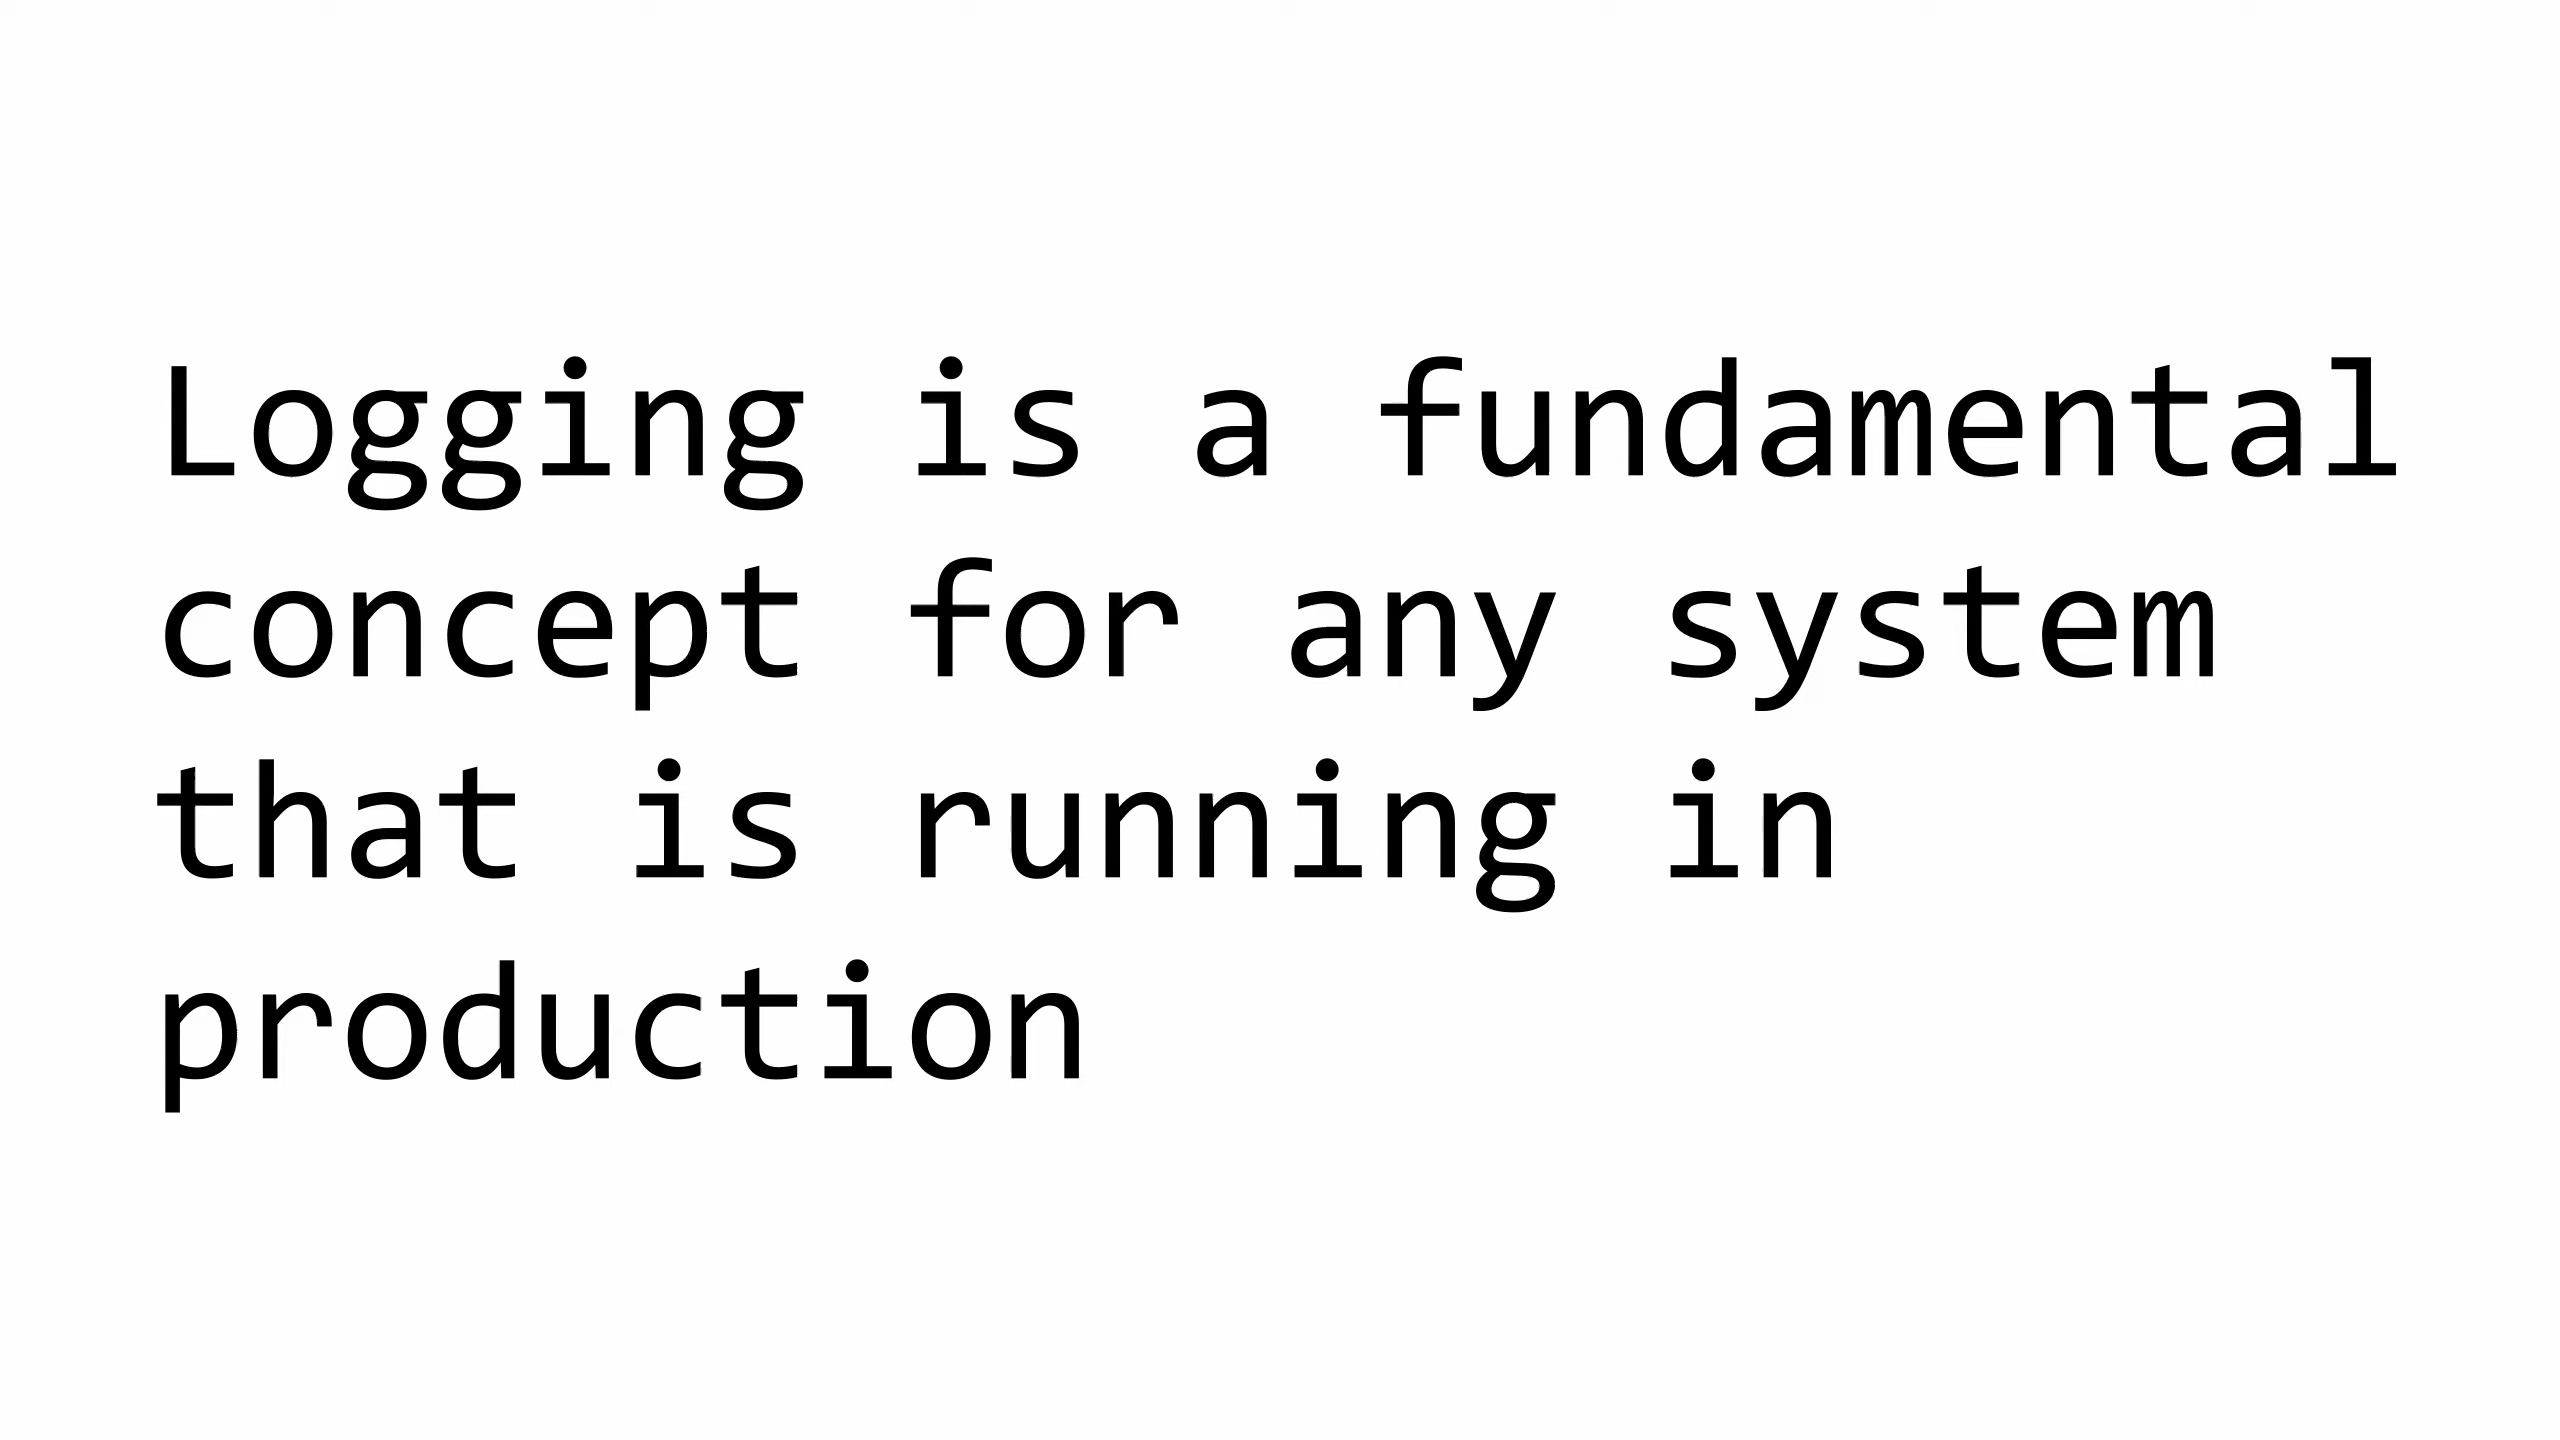 Logging is a fundamental
concept for any system
that is running in
production